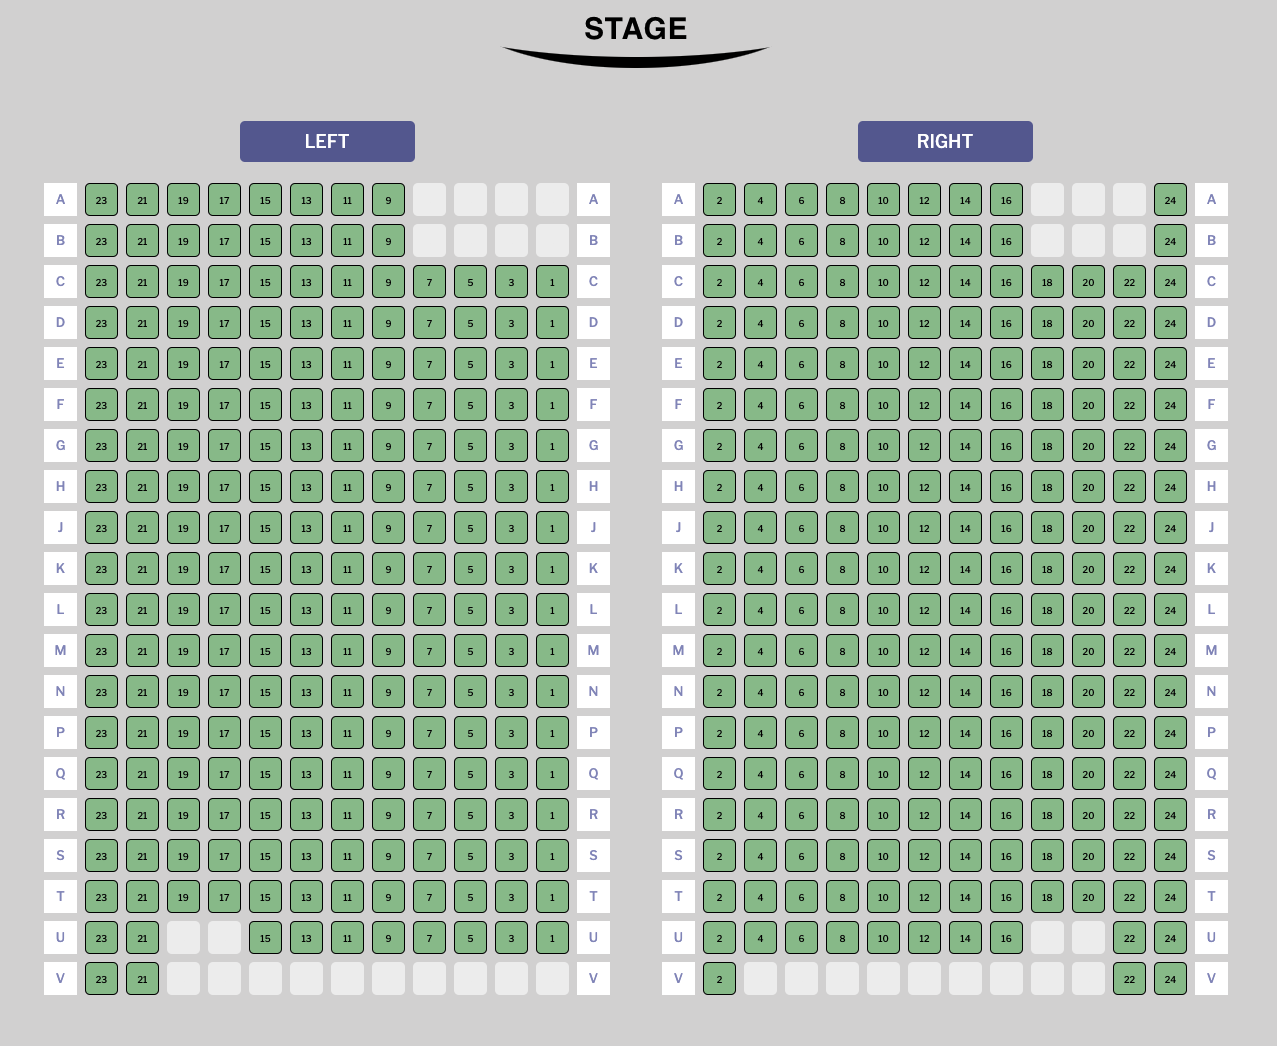 STAGE
LEFT RIGHT
A 23 21 19 17 15 13 11 9 A A 2 4 6 8 10 12 14 16 24 A
B 23 21 19 17 15 13 11 9 B B 2 4 6 8 10 12 14 16 24 B
C 23 21 19 17 15 13 11 9 7 5 3 1 C C 2 4 6 8 10 12 14 16 18 20 22 24 C
D 23 21 19 17 15 13 11 9 7 5 3 1 D D 2 4 6 8 10 12 14 16 18 20 22 24 D
E 23 21 19 17 15 13 11 9 7 5 3 1 E E 2 4 6 8 10 12 14 16 18 20 22 24 E
F 23 21 19 17 15 13 11 9 7 5 3 1 F F 2 4 6 8 10 12 14 16 18 20 22 24 F
G 23 21 19 17 15 13 11 9 7 5 3 1 G G 2 4 6 8 10 12 14 16 18 20 22 24 G
H 23 21 19 17 15 13 11 9 7 5 3 1 H H 2 4 6 8 10 12 14 16 18 20 22 24 H
J 23 21 19 17 15 13 11 9 7 5 3 1 J J 2 4 6 8 10 12 14 16 18 20 22 24 J
K 23 21 19 17 15 13 11 9 7 5 3 1 K K 2 4 6 8 10 12 14 16 18 20 22 24 K
L 23 21 19 17 15 13 11 9 7 5 3 1 L L 2 4 6 8 10 12 14 16 18 20 22 24 L
M 23 21 19 17 15 13 11 9 7 5 3 1 M M 2 4 6 8 10 12 14 16 18 20 22 24 M
N 23 21 19 17 15 13 11 9 7 5 3 1 N N 2 4 6 8 10 12 14 16 18 20 22 24 N
P 23 21 19 17 15 13 11 9 7 5 3 1 P P 2 4 6 8 10 12 14 16 18 20 22 24 P
Q 23 21 19 17 15 13 11 9 7 5 3 1 Q Q 2 4 6 8 10 12 14 16 18 20 22 24 Q
R 23 21 19 17 15 13 11 9 7 5 3 1 R R 2 4 6 8 10 12 14 16 18 20 22 24 R
S 23 21 19 17 15 13 11 9 7 5 3 1 S S 2 4 6 8 10 12 14 16 18 20 22 24 S
T 23 21 19 17 15 13 11 9 7 5 3 1 T T 2 4 6 8 10 12 14 16 18 20 22 24 T
U 23 21 15 13 11 9 7 5 3 1 U U 2 4 6 8 10 12 14 16 22 24 U
V 23 21 V V 2 22 24 V